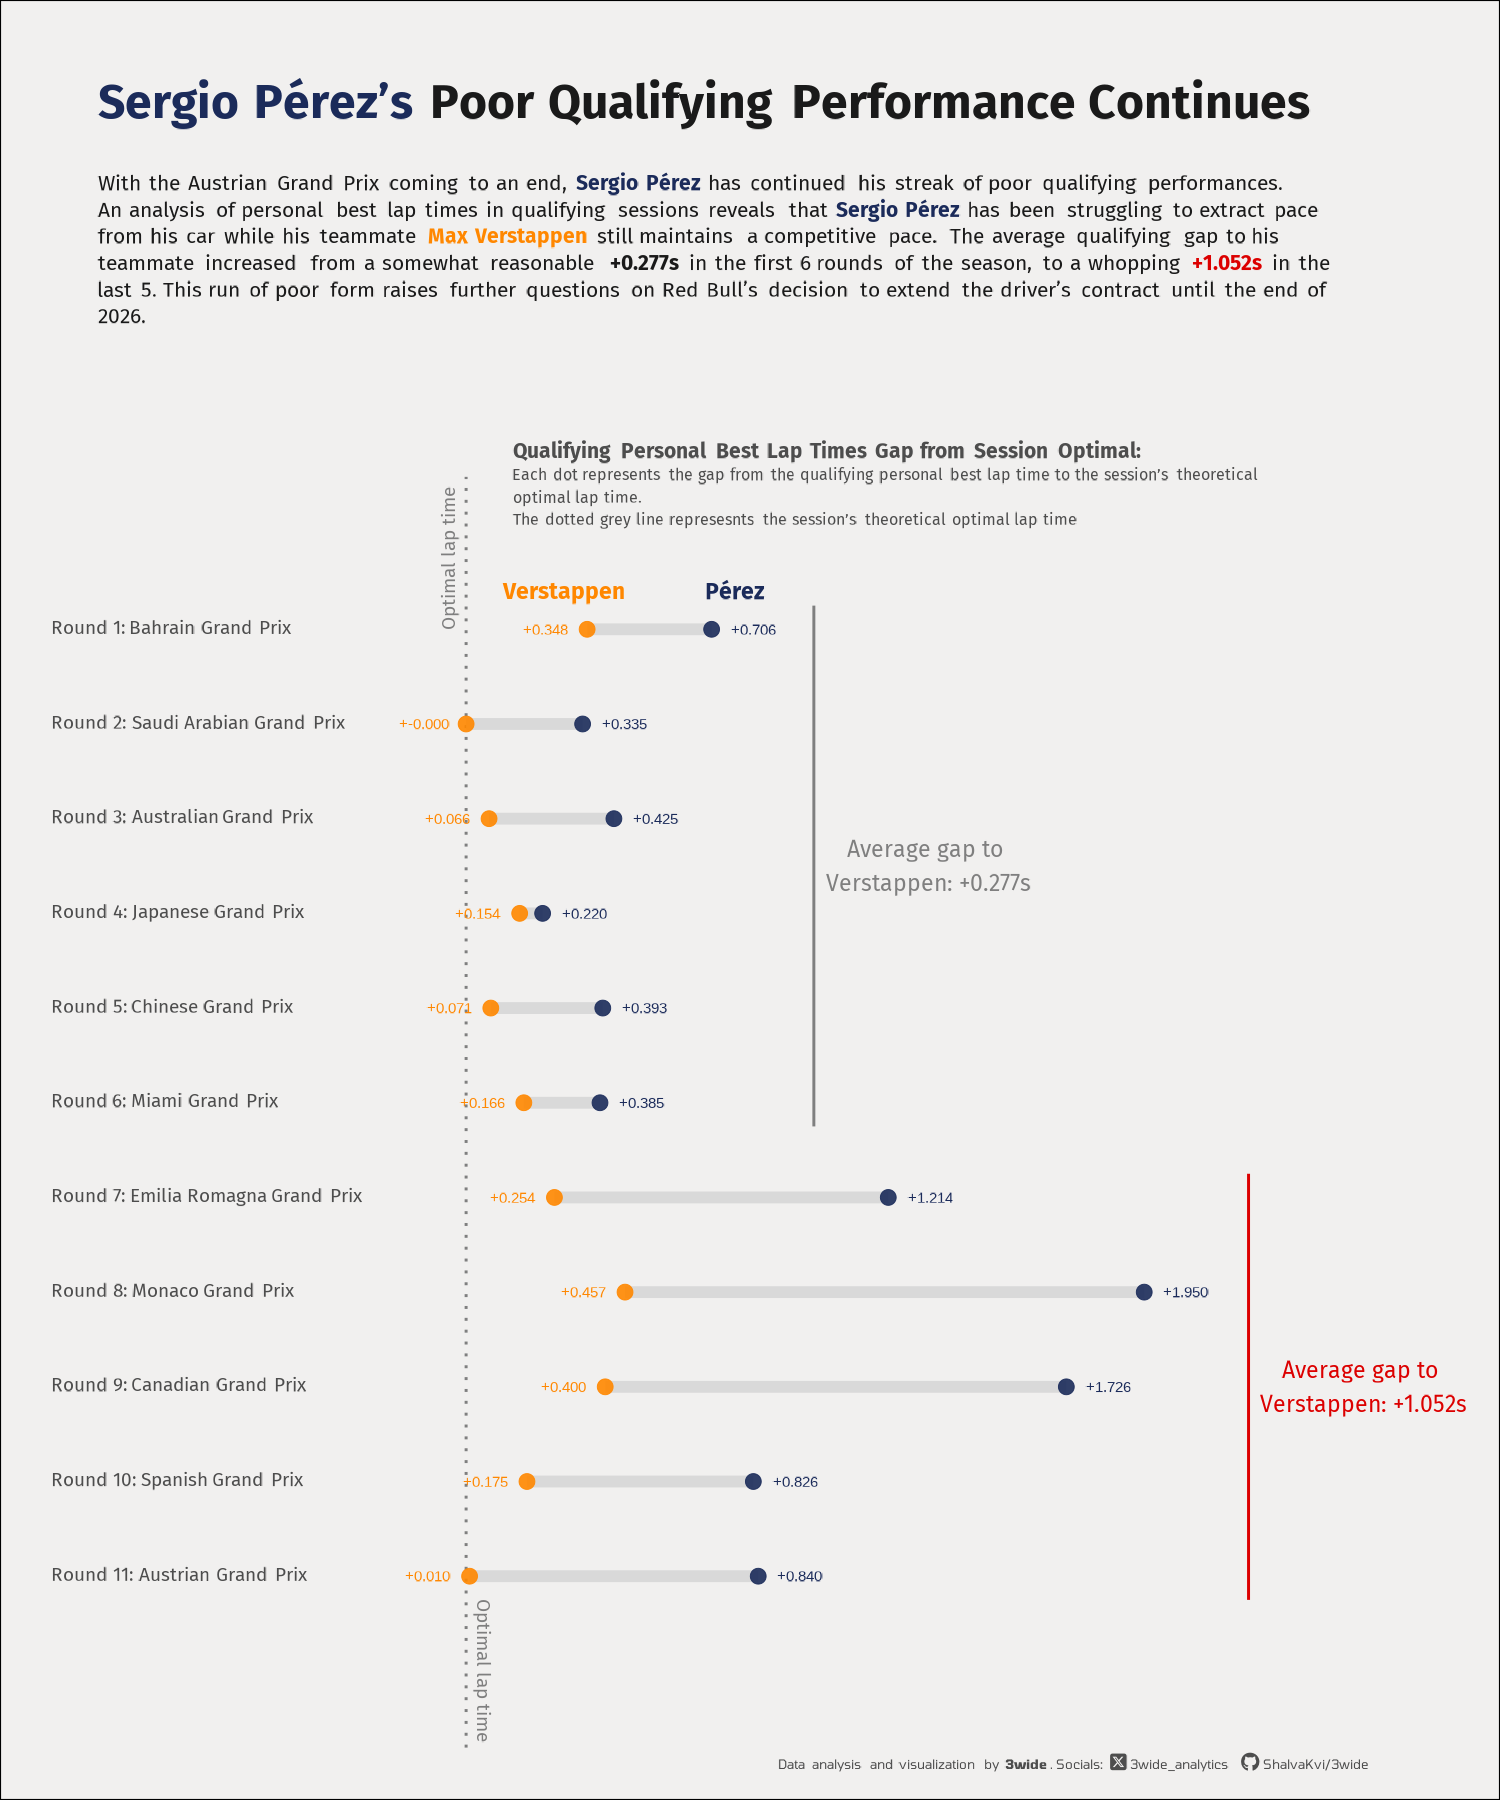 Sergio Pérez’s Poor Qualifying Performance Continues
With the Austrian Grand Prix coming to an end, Sergio Pérez has continued his streak of poor qualifying performances.
An analysis of personal best lap times in qualifying sessions reveals that Sergio Pérez has been struggling to extract pace
from his car while his teammate Max Verstappen still maintains a competitive pace. The average qualifying gap to his
teammate increased from a somewhat reasonable +0.277s in the first 6 rounds of the season, to a whopping +1.052s in the
last 5. This run of poor form raises further questions on Red Bull’s decision to extend the driver’s contract until the end of
2026.
Qualifying Personal Best Lap Times Gap from Session Optimal:
Each dot represents the gap from the qualifying personal best lap time to the session’s theoretical
optimal lap time.
The dotted grey line represesnts the session’s theoretical optimal lap time
Optimal lap time
Verstappen Pérez
Round 1: Bahrain Grand Prix +0.348 +0.706
Round 2: Saudi Arabian Grand Prix +-0.000 +0.335
Round 3: Australian Grand Prix +0.066 +0.425
Average gap to
Verstappen: +0.277s
Round 4: Japanese Grand Prix +0.154 +0.220
Round 5: Chinese Grand Prix +0.071 +0.393
Round 6: Miami Grand Prix +0.166 +0.385
Round 7: Emilia Romagna Grand Prix +0.254 +1.214
Round 8: Monaco Grand Prix +0.457 +1.950
Round 9: Canadian Grand Prix +0.400 +1.726
Average gap to
Verstappen: +1.052s
Round 10: Spanish Grand Prix +0.175 +0.826
Round 11: Austrian Grand Prix +0.010 +0.840
Optimal lap time
Data analysis and visualization by 3wide. Socials: 3wide_analytics ShalvaKvi/3wide